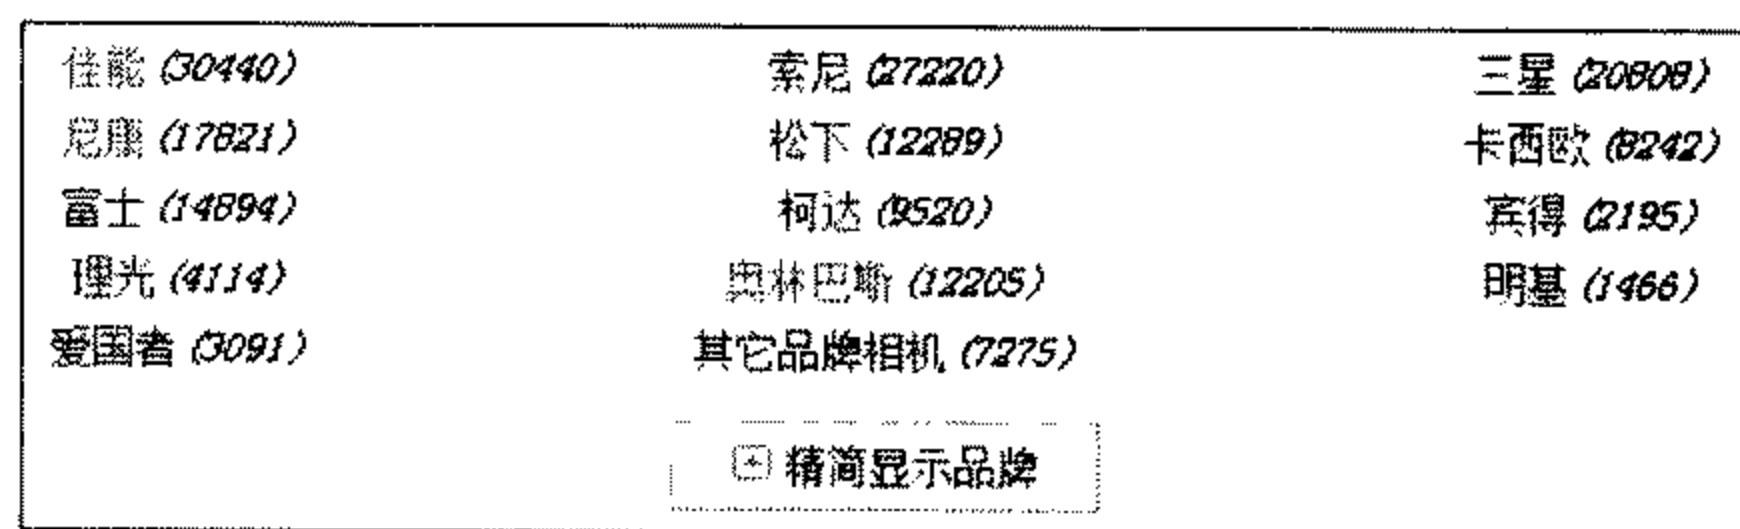 佳能 (30440) 索尼 (27220) 三星 (20808)
尼康 (17821) 松下 (12289) 卡西欧 (8242)
富士 (14894) 柯达 (9520) 宾得 (2195)
理光 (4114) 奥林巴斯 (12205) 明基 (1466)
爱国者 (3091) 其它品牌相机 (7275)
精简显示品牌